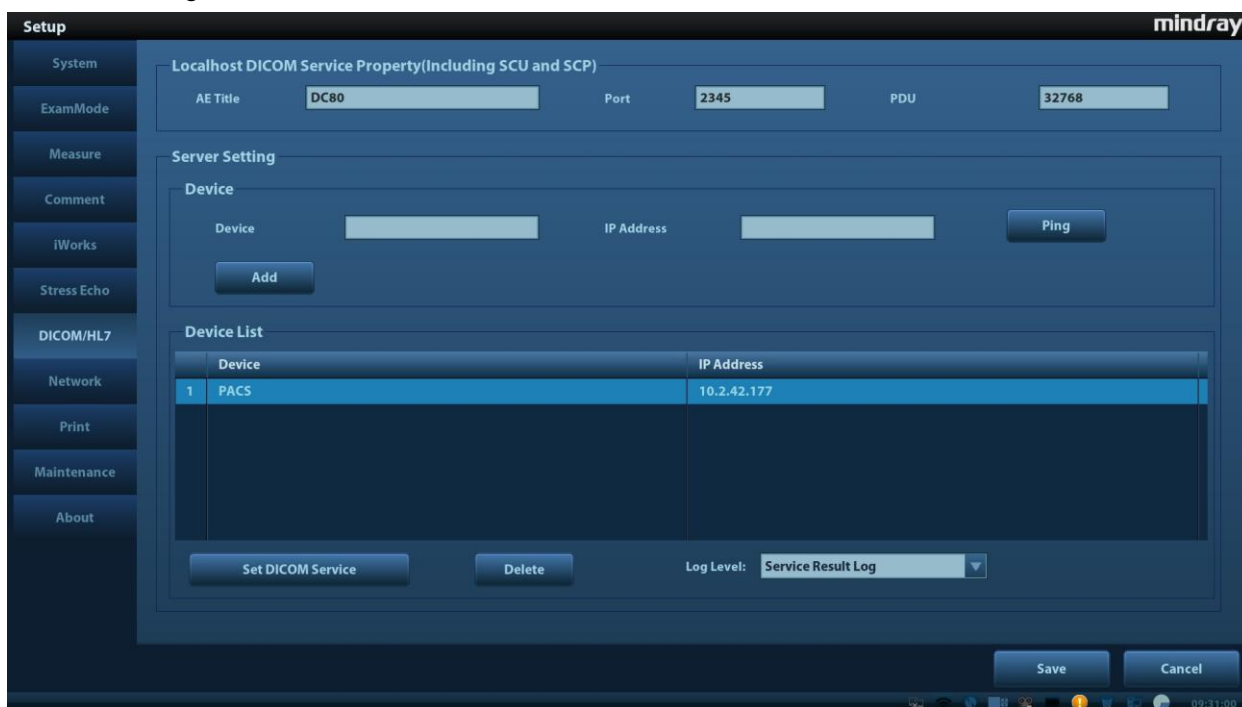 Setup
mindray
System
ExamMode
Measure
Comment
iWorks
Stress Echo
DICOM/HL7
Network
Print
Maintenance
About
Localhost DICOM Service Property(Including SCU and SCP)
AE Title DC80 Port 2345 PDU 32768
Server Setting
Device
Device IP Address Ping
Add
Device List
Device IP Address
1 PACS 10.2.42.177
Set DICOM Service Delete Log Level: Service Result Log
Save Cancel
09:31:00